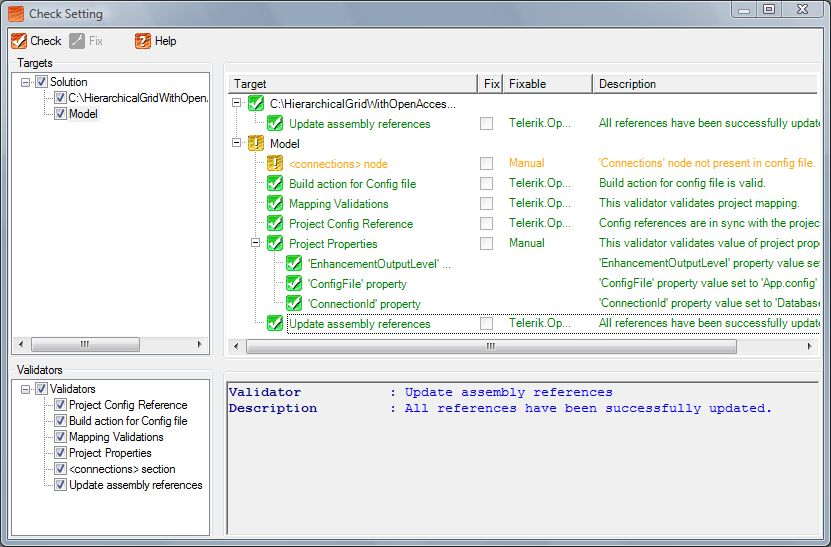 Check Setting
Check Fix Help
Targets
Solution
C:\HierarchicalGridWithOpen.
Model
Target Fix Fixable Description
C:\HierarchicalGridWithOpenAcces...
Update assembly references Telerik.Op... All references have been successfully update
Model
<connections> node Manual 'Connections' node not present in config file.
Build action for Config file Telerik.Op... Build action for config file is valid.
Mapping Validations Telerik.Op... This validator validates project mapping.
Project Config Reference Telerik.Op... Config references are in sync with the projec
Project Properties Manual This validator validates value of project prop
'EnhancementOutputLevel' ... 'EnhancementOutputLevel' property value set
'ConfigFile' property 'ConfigFile' property value set to 'App.config'
'ConnectionId' property 'ConnectionId' property value set to 'Database
Update assembly references Telerik.Op... All references have been successfully update
Validators
Validators
Project Config Reference
Build action for Config file
Mapping Validations
Project Properties
<connections> section
Update assembly references
Validator : Update assembly references
Description : All references have been successfully updated.